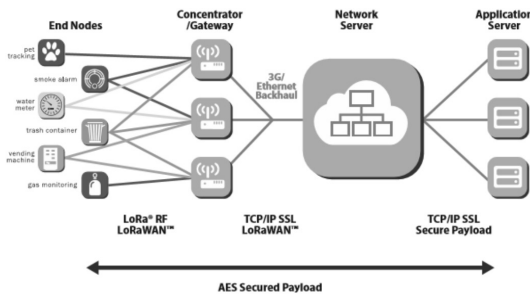 End Nodes
Concentrator
/Gateway
Network
Server
Application
Server
pet
tracking
smoke alarm
water
meter
trash container
vending
machine
gas monitoring
3G/
Ethernet
Backhaul
LoRa® RF
LoRaWAN™
TCP/IP SSL
LoRaWAN™
TCP/IP SSL
Secure Payload
AES Secured Payload